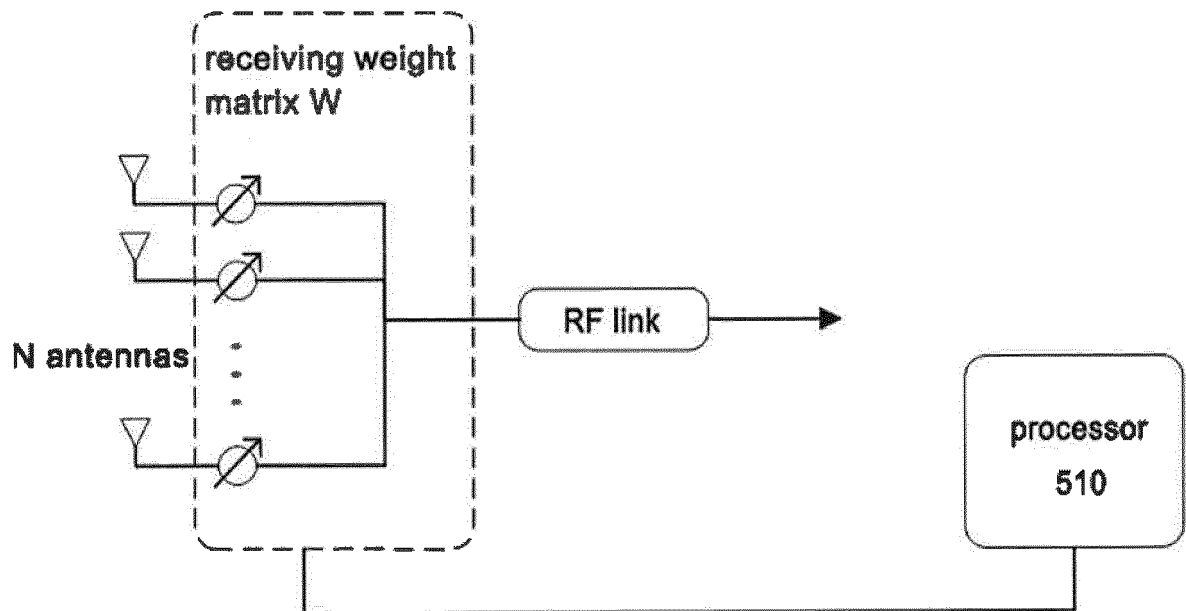 receiving weight
matrix W
RF link
N antennas
processor
510